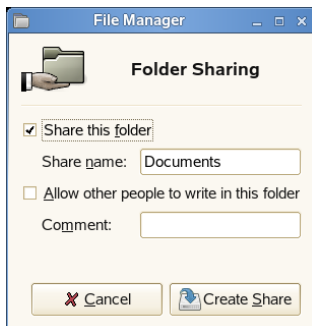 File Manager
Folder Sharing
Share this folder
Share name: Documents
Allow other people to write in this folder
Comment:
Cancel Create Share